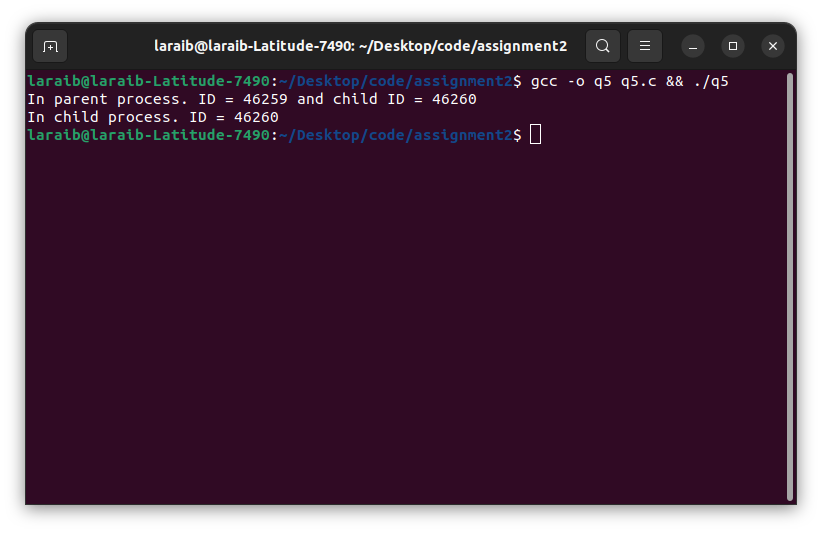 laraib@laraib-Latitude-7490: ~/Desktop/code/assignment2
laraib@laraib-Latitude-7490:~/Desktop/code/assignment2$ gcc -o q5 q5.c && ./q5
In parent process. ID = 46259 and child ID = 46260
In child process. ID = 46260
laraib@laraib-Latitude-7490:~/Desktop/code/assignment2$